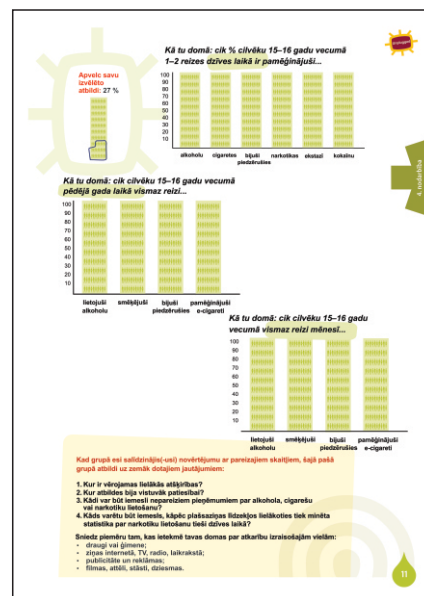 Kā tu domā: cik % cilvēku 15–16 gadu vecumā
1–2 reizes dzīves laikā ir pamēģinājuši...
Apvelc savu
izvēlēto
atbildi: 27 %
100
90
80
70
60
50
40
30
20
10
alkoholu cigaretes bijuši piedzērušies narkotikas ekstazī kokaīnu
4. nodarbība
Kā tu domā: cik cilvēku 15–16 gadu vecumā
pēdējā gada laikā vismaz reizi...
100
90
80
70
60
50
40
30
20
10
lietojuši alkoholu smēķējuši bijuši piedzērušies pamēģinājuši e-cigareti
Kā tu domā: cik cilvēku 15–16 gadu
vecumā vismaz reizi mēnesī...
100
90
80
70
60
50
40
30
20
10
lietojuši alkoholu smēķējuši bijuši piedzērušies pamēģinājuši e-cigareti
Kad grupā esi salīdzinājis(-usi) novērtējumu ar pareizajiem skaitļiem, šajā pašā
grupā atbildi uz zemāk dotajiem jautājumiem:
1. Kur ir vērojamas lielākās atšķirības?
2. Kur atbildes bija vistuvāk patiesībai?
3. Kādi var būt iemesli nepareiziem pieņēmumiem par alkohola, cigarešu
vai narkotiku lietošanu?
4. Kāds varētu būt iemesls, kāpēc plašsaziņas līdzekļos lielākoties tiek minēta
statistika par narkotiku lietošanu tieši dzīves laikā?
Sniedz piemēru tam, kas ietekmē tavas domas par atkarību izraisošajām vielām:
- draugi vai ģimene;
- ziņas internetā, TV, radio, laikrakstā;
- publicitāte un reklāmas;
- filmas, attēli, stāsti, dziesmas.
11